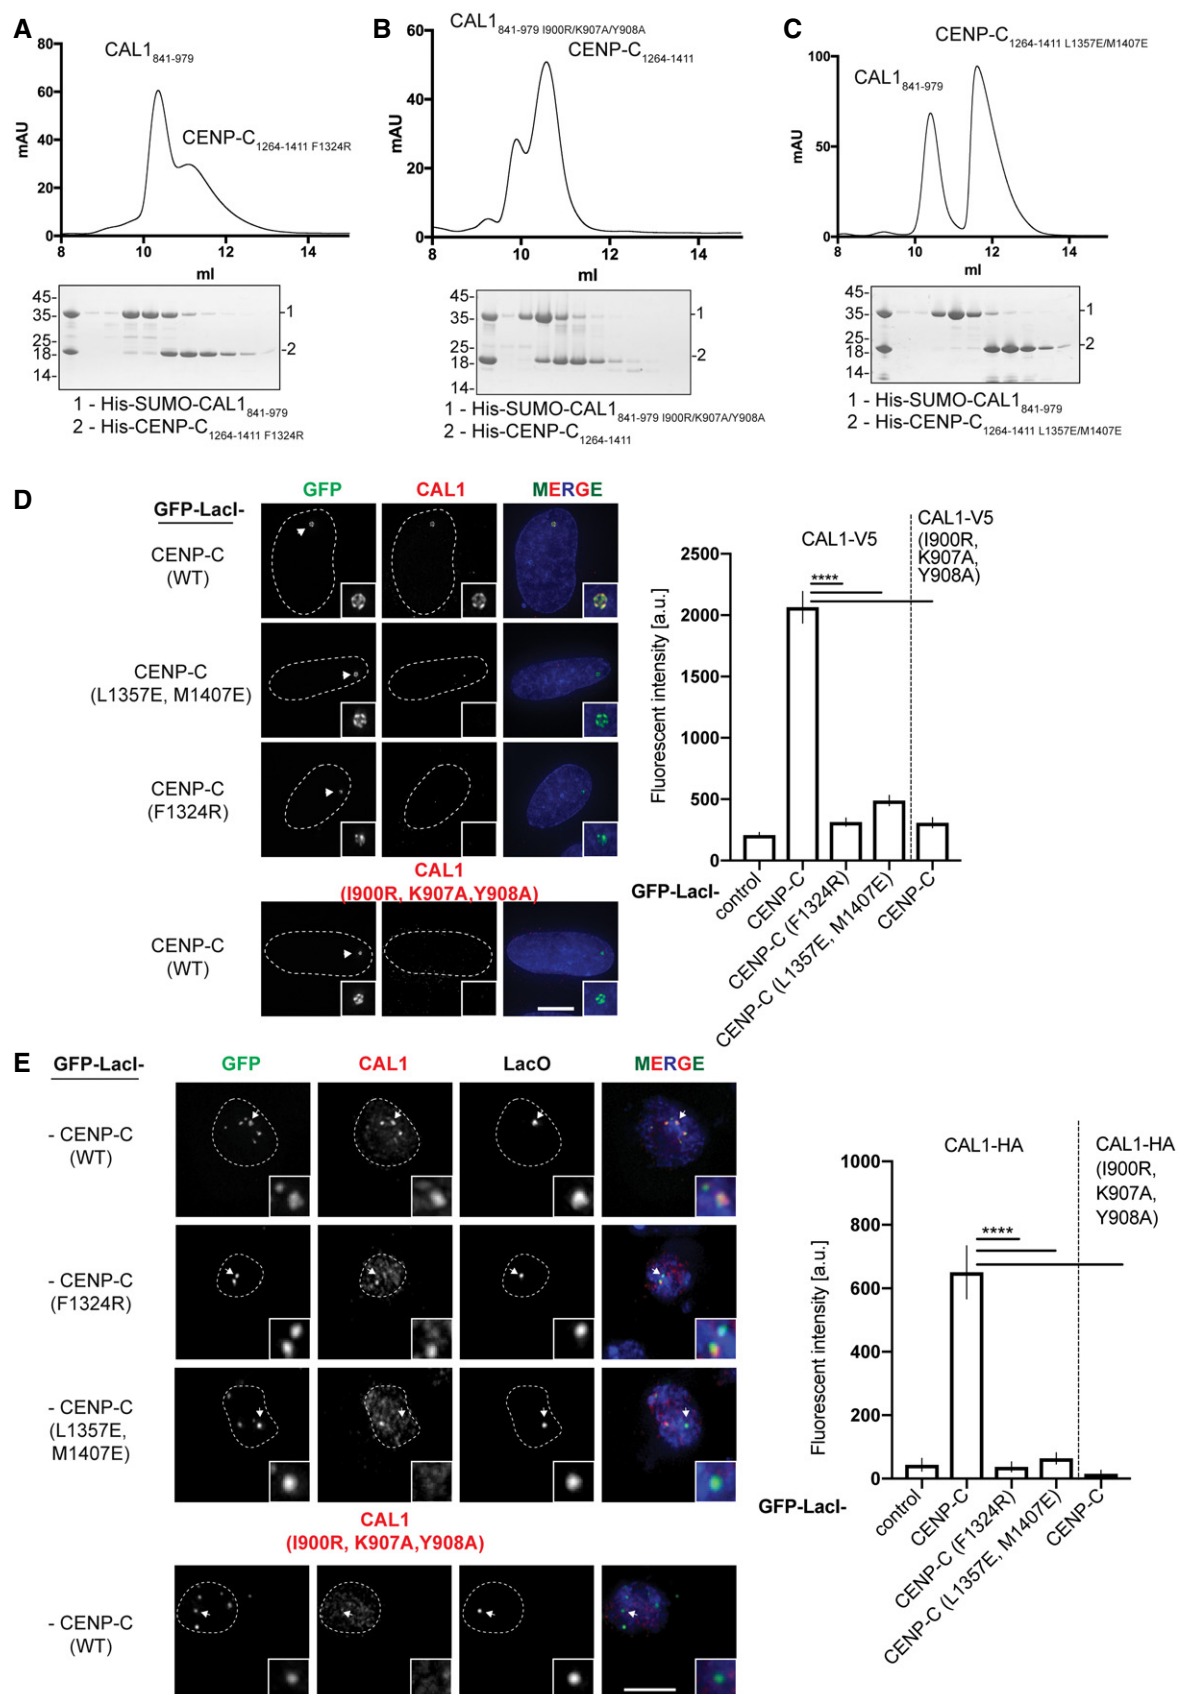 A
CAL1841-979
CENP-C1264-1411 F1324R
mAU
80
60
40
20
0
8 10 12 14
ml
45-
35-
25-
18-
14-
-1
-2
1 - His-SUMO-CAL1841-979
2 - His-CENP-C1264-1411 F1324R
B
CAL1841-979 I900R/K907A/Y908A
CENP-C1264-1411
mAU
60
40
20
0
8 10 12 14
ml
45-
35-
25-
18-
14-
-1
-2
1 - His-SUMO-CAL1841-979 I900R/K907A/Y908A
2 - His-CENP-C1264-1411
C
CENP-C1264-1411 L1357E/M1407E
CAL1841-979
mAU
100
50
0
8 10 12 14
ml
45-
35-
25-
18-
14-
-1
-2
1 - His-SUMO-CAL1841-979
2 - His-CENP-C1264-1411 L1357E/M1407E
D
GFP-LacI-
GFP CAL1 MERGE
CENP-C
(WT)
CENP-C
(L1357E, M1407E)
CENP-C
(F1324R)
CAL1
(I900R, K907A,Y908A)
CENP-C
(WT)
CAL1-V5
CAL1-V5
(I900R,
K907A,
Y908A)
****
Fluorescent intensity [a.u.]
2500
2000
1500
1000
500
0
GFP-LacI-
control
CENP-C
CENP-C (F1324R)
CENP-C (L1357E, M1407E)
CENP-C
E
GFP-LacI-
GFP CAL1 LacO MERGE
- CENP-C
(WT)
- CENP-C
(F1324R)
- CENP-C
(L1357E,
M1407E)
CAL1
(I900R, K907A,Y908A)
- CENP-C
(WT)
CAL1-HA
CAL1-HA
(I900R,
K907A,
Y908A)
****
Fluorescent intensity [a.u.]
1000
800
600
400
200
0
GFP-LacI-
control
CENP-C
CENP-C (F1324R)
CENP-C (L1357E, M1407E)
CENP-C